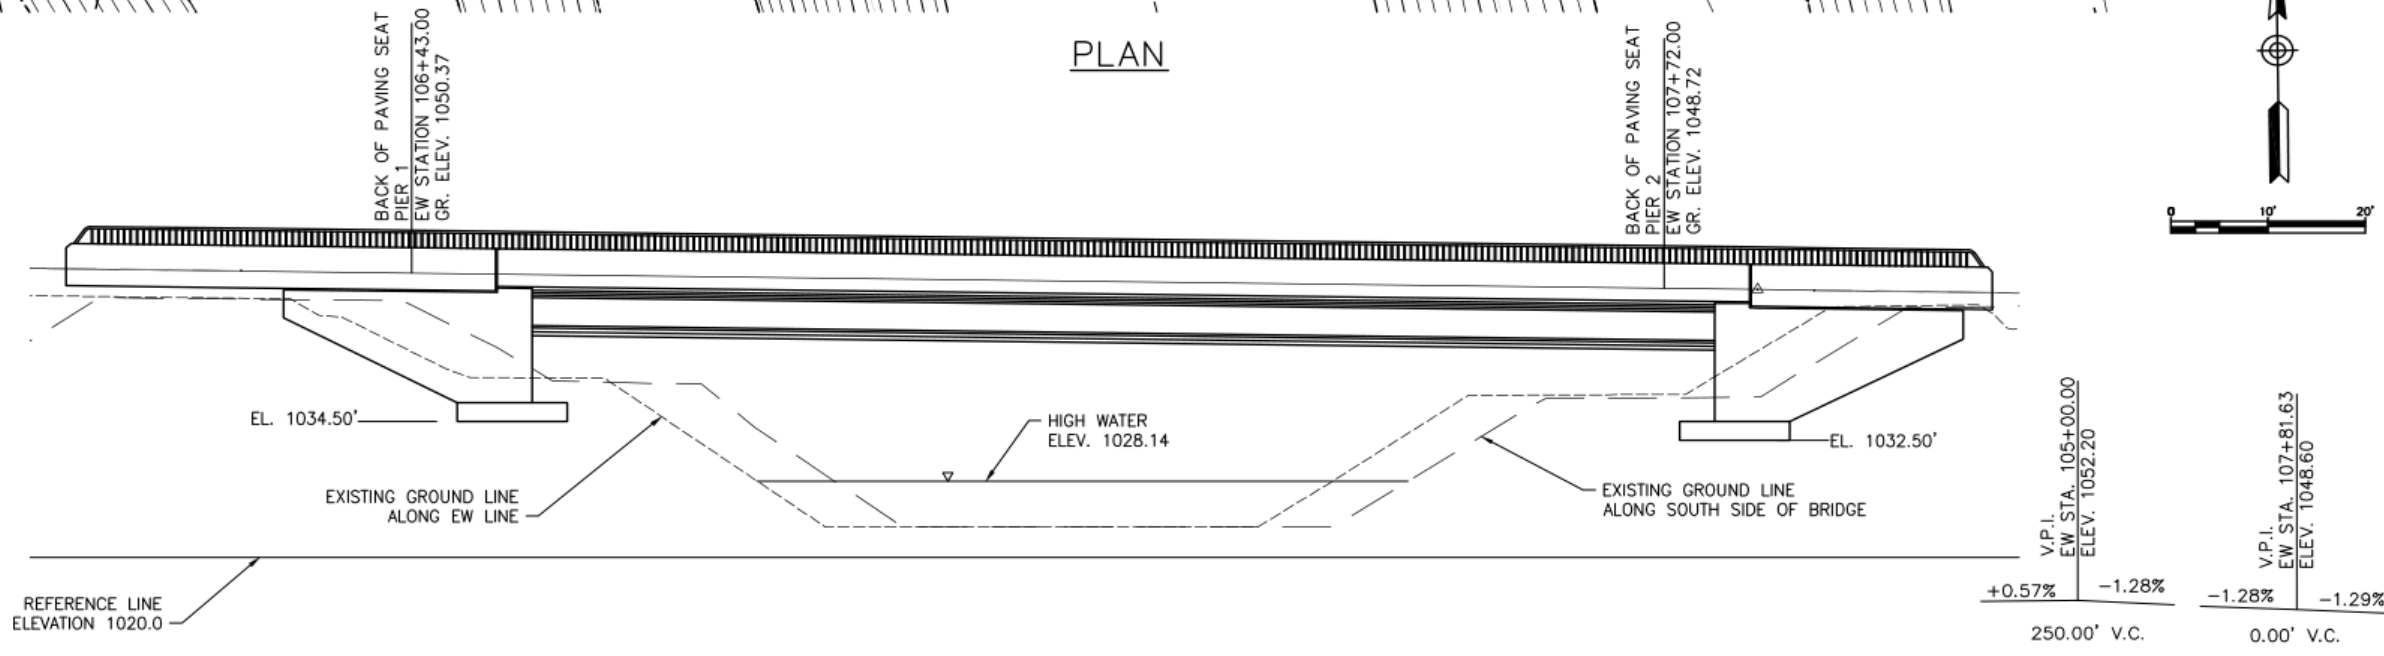 PLAN
BACK OF PAVING SEAT
PIER 1
EW STATION 106+43.00
GR. ELEV. 1050.37
BACK OF PAVING SEAT
PIER 2
EW STATION 107+72.00
GR. ELEV. 1048.72
0
10'
20'
EL. 1034.50'
HIGH WATER
ELEV. 1028.14
EL. 1032.50'
EXISTING GROUND LINE
ALONG EW LINE
EXISTING GROUND LINE
ALONG SOUTH SIDE OF BRIDGE
REFERENCE LINE
ELEVATION 1020.0
V.P.I.
EW STA. 105+00.00
ELEV. 1052.20
+0.57%
-1.28%
250.00' V.C.
V.P.I.
EW STA. 107+81.63
ELEV. 1048.60
-1.28%
-1.29%
0.00' V.C.